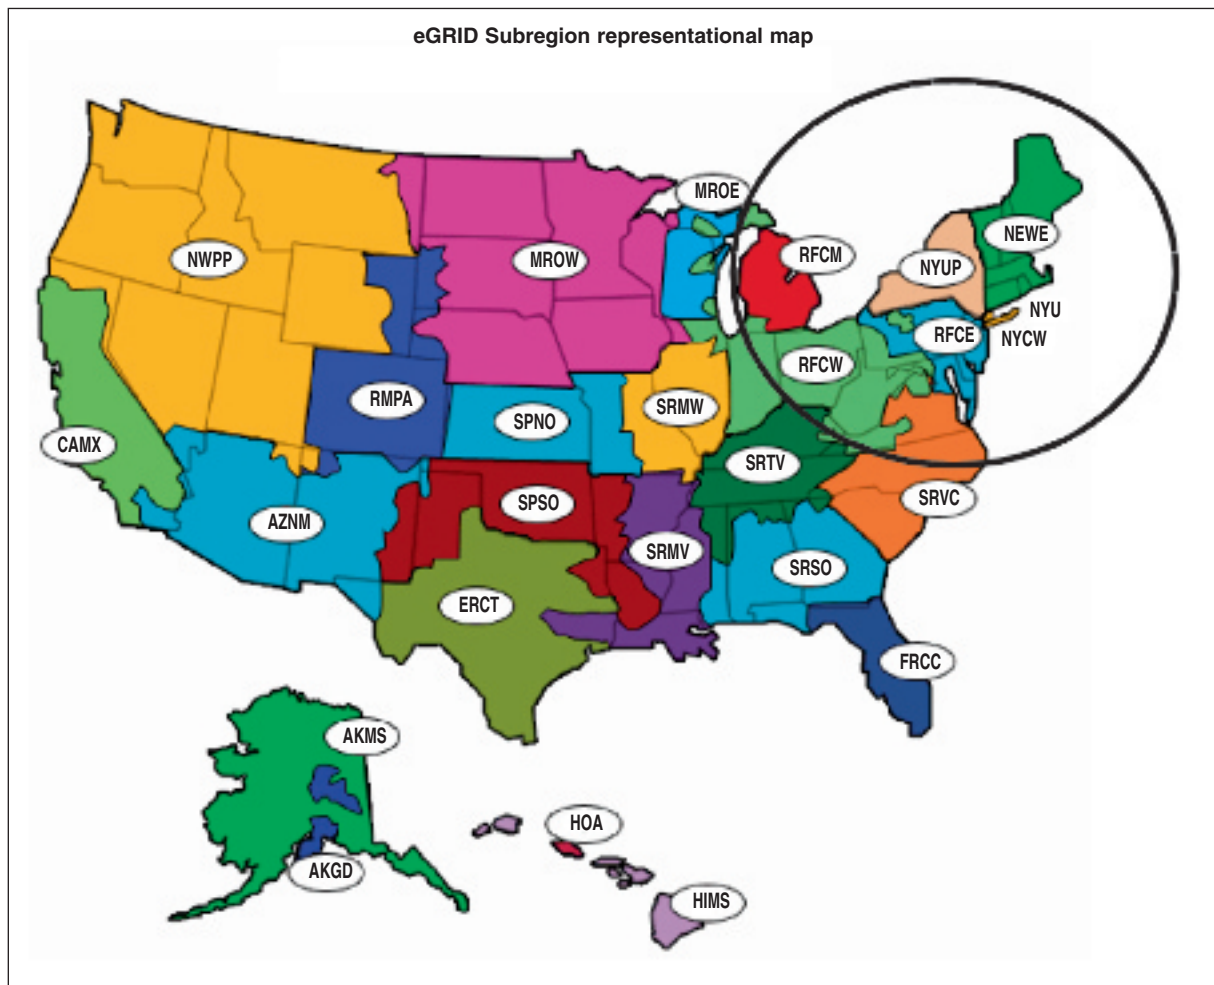 eGRID Subregion representational map
MROE
NEWE
NWPP
MROW
RFCM
NYUP
NYU
NYCW
RFCE
RFCW
RMPA
SRMW
SPNO
CAMX
SRTV
SPSO
SRVC
AZNM
SRMV
SRSO
ERCT
FRCC
AKMS
HOA
AKGD
HIMS